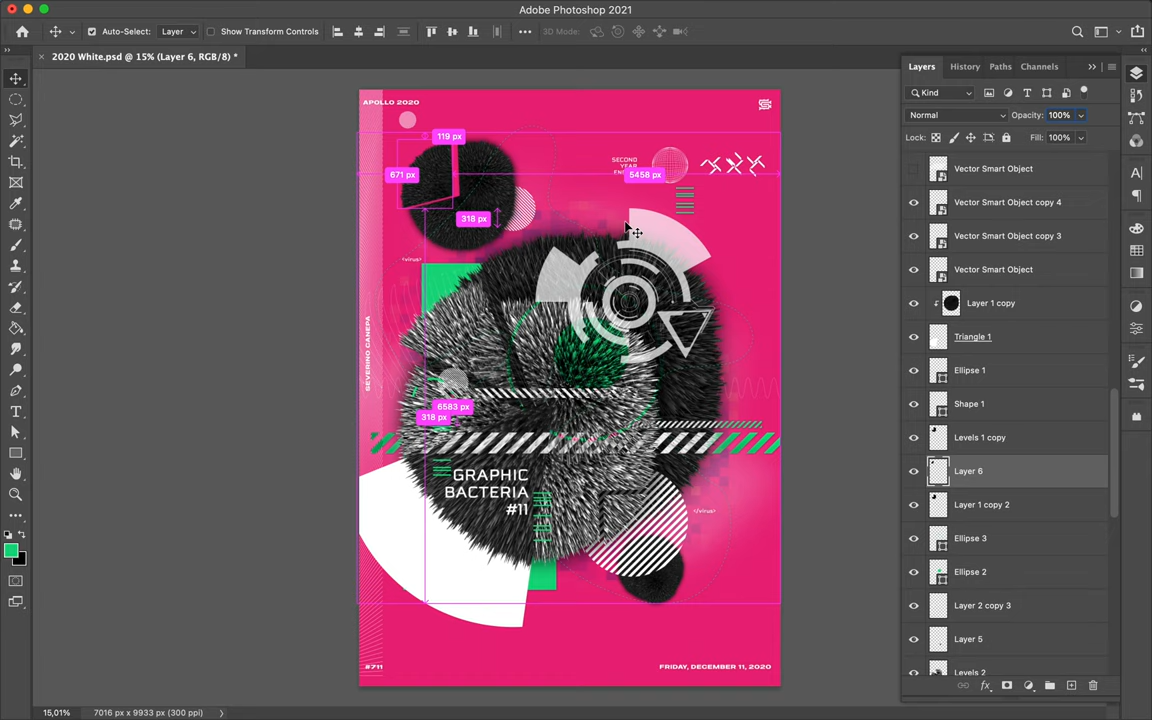 Adobe Photoshop 2021
Auto-Select:
Layer
Show Transform Controls
3D Mode:
2020 White.psd @ 15% (Layer 6, RGB/8) *
APOLLO 2020
119 px
671 px
318 px
SECOND
YEAR
5458 px
<virus>
SEVERINO CANEPA
6583 px
318 px
GRAPHIC
BACTERIA
#11
</virus>
#711
FRIDAY, DECEMBER 11, 2020
Layers
History
Paths
Channels
Kind
Normal
Opacity:
100%
Lock:
Fill:
100%
Vector Smart Object
Vector Smart Object copy 4
Vector Smart Object copy 3
Vector Smart Object
Layer 1 copy
Triangle 1
Ellipse 1
Shape 1
Levels 1 copy
Layer 6
Layer 1 copy 2
Ellipse 3
Ellipse 2
Layer 2 copy 3
Layer 5
Levels 2
15,01%
7016 px x 9933 px (300 ppi)